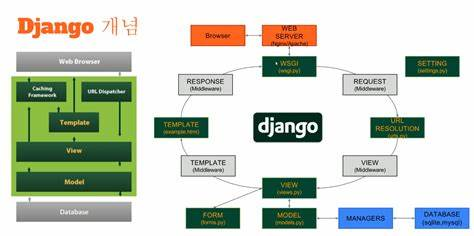 Django 개념
Web Browser
Caching
Framework
URL Dispatcher
Template
View
Model
Database
Browser
WEB
SERVER
(Nginx/Apache)
WSGI
(wsgi.py)
SETTING
(settings.py)
RESPONSE
(Middleware)
REQUEST
(Middleware)
TEMPLATE
(example.html)
django
URL
RESOLUTION
(urls.py)
TEMPLATE
(Middleware)
VIEW
(Middleware)
VIEW
(views.py)
FORM
(forms.py)
MODEL
(models.py)
MANAGERS
DATABASE
(sqlite,mysql)